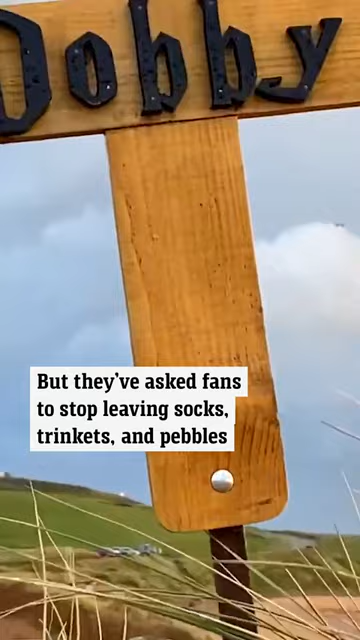 Dobby
But they've asked fans
to stop leaving socks,
trinkets, and pebbles